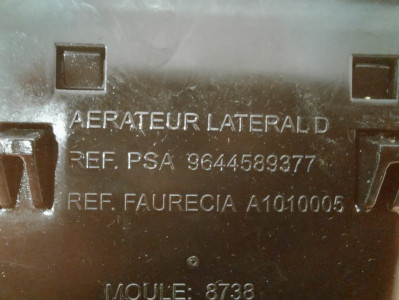 AERATEUR LATERAL D
REF. PSA 9644589377
REF. FAURECIA A1010005
MOULE: 8738